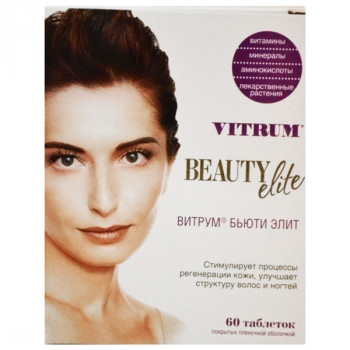 витамины
минералы
аминокислоты
лекарственные
растения
VITRUM®
BEAUTY
elite
ВИТРУМ® БЬЮТИ ЭЛИТ
Стимулирует процессы
регенерации кожи, улучшает
структуру волос и ногтей
60 таблеток
покрытых пленочной оболочкой